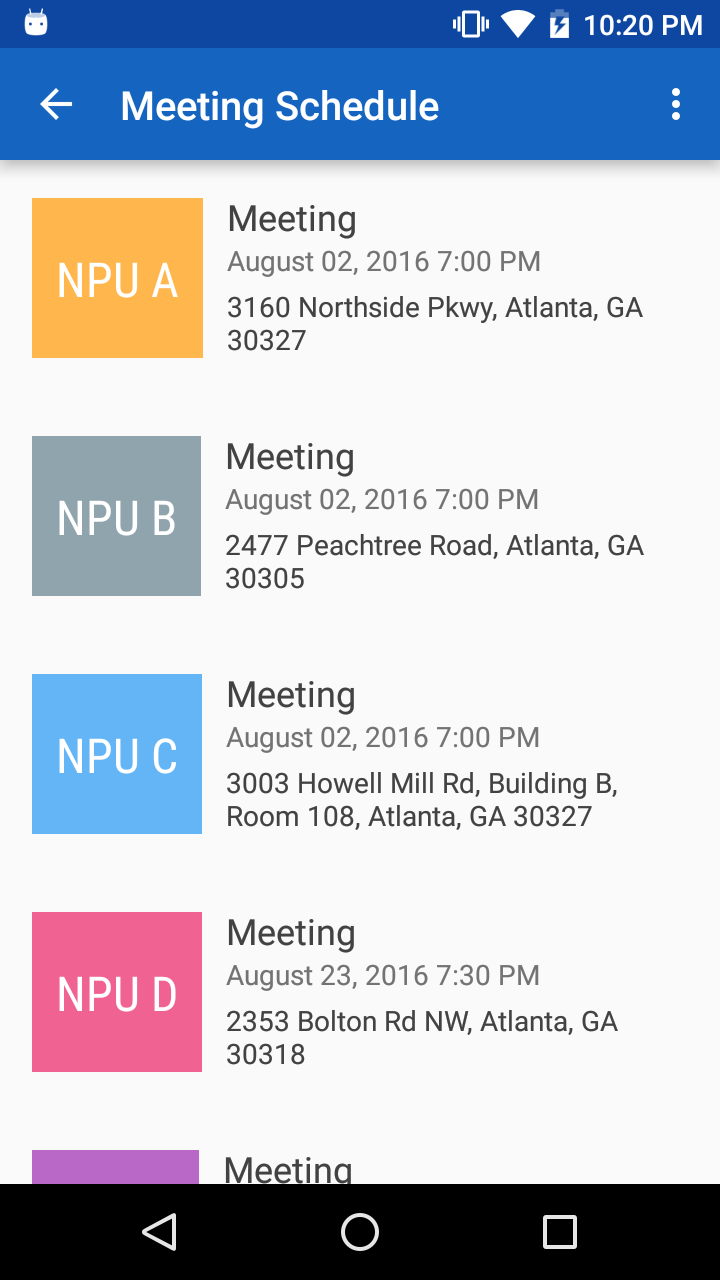 10:20 PM
Meeting Schedule
NPU A
Meeting
August 02, 2016 7:00 PM
3160 Northside Pkwy, Atlanta, GA
30327
NPU B
Meeting
August 02, 2016 7:00 PM
2477 Peachtree Road, Atlanta, GA
30305
NPU C
Meeting
August 02, 2016 7:00 PM
3003 Howell Mill Rd, Building B,
Room 108, Atlanta, GA 30327
NPU D
Meeting
August 23, 2016 7:30 PM
2353 Bolton Rd NW, Atlanta, GA
30318
Meeting